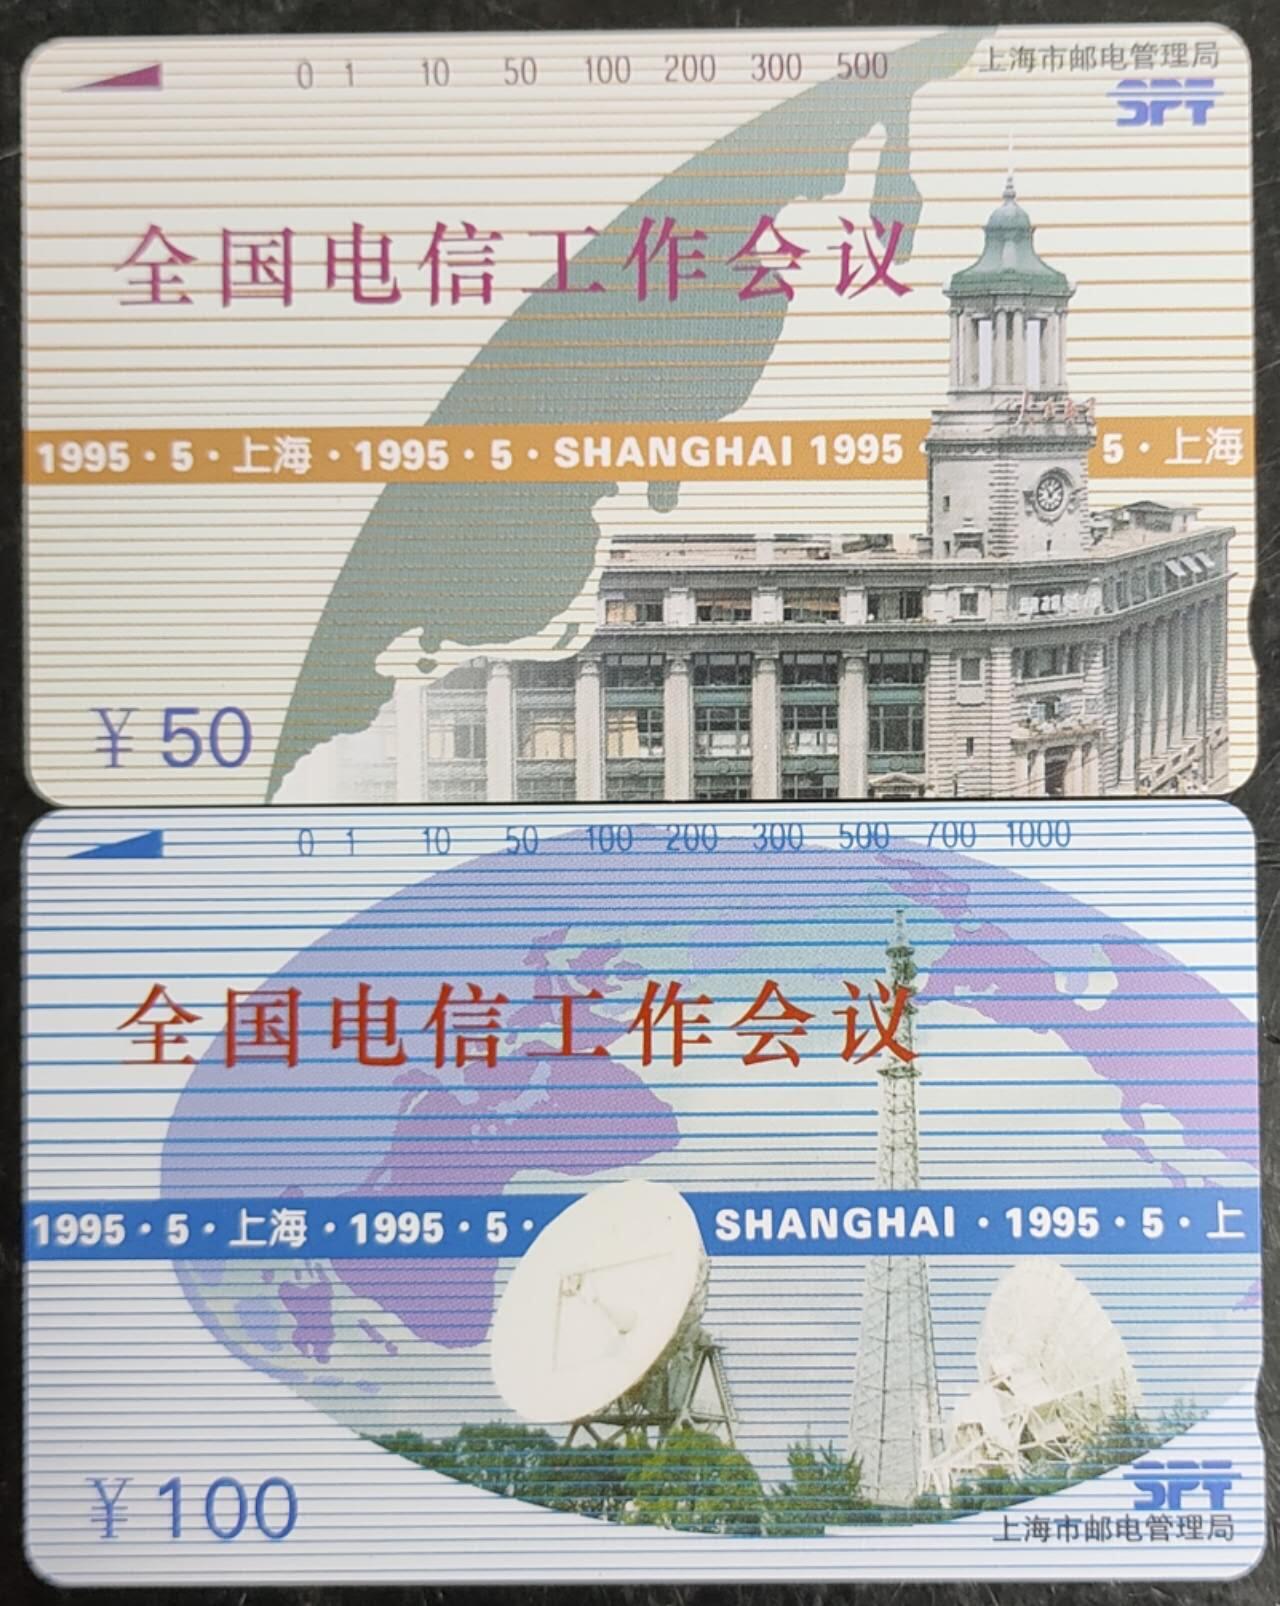 0 1 10 50 100 200 300 500
上海市邮电管理局
SPT
全国电信工作会议
1995・5・上海・1995・5・SHANGHAI 1995・ 5・上海
¥50
0 1 10 50 100 200 300 500 700 1000
全国电信工作会议
1995・5・上海・1995・5・ SHANGHAI・1995・5・上
¥100
SPT
上海市邮电管理局